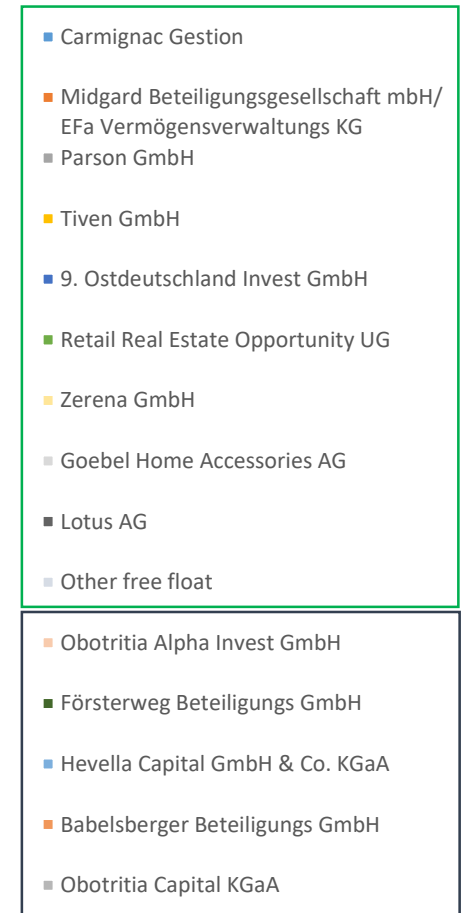 Carmignac Gestion
Midgard Beteiligungsgesellschaft mbH/
EFa Vermögensverwaltungs KG
Parson GmbH
Tiven GmbH
9. Ostdeutschland Invest GmbH
Retail Real Estate Opportunity UG
Zerena GmbH
Goebel Home Accessories AG
Lotus AG
Other free float
Obotritia Alpha Invest GmbH
Försterweg Beteiligungs GmbH
Hevella Capital GmbH & Co. KGaA
Babelsberger Beteiligungs GmbH
Obotritia Capital KGaA